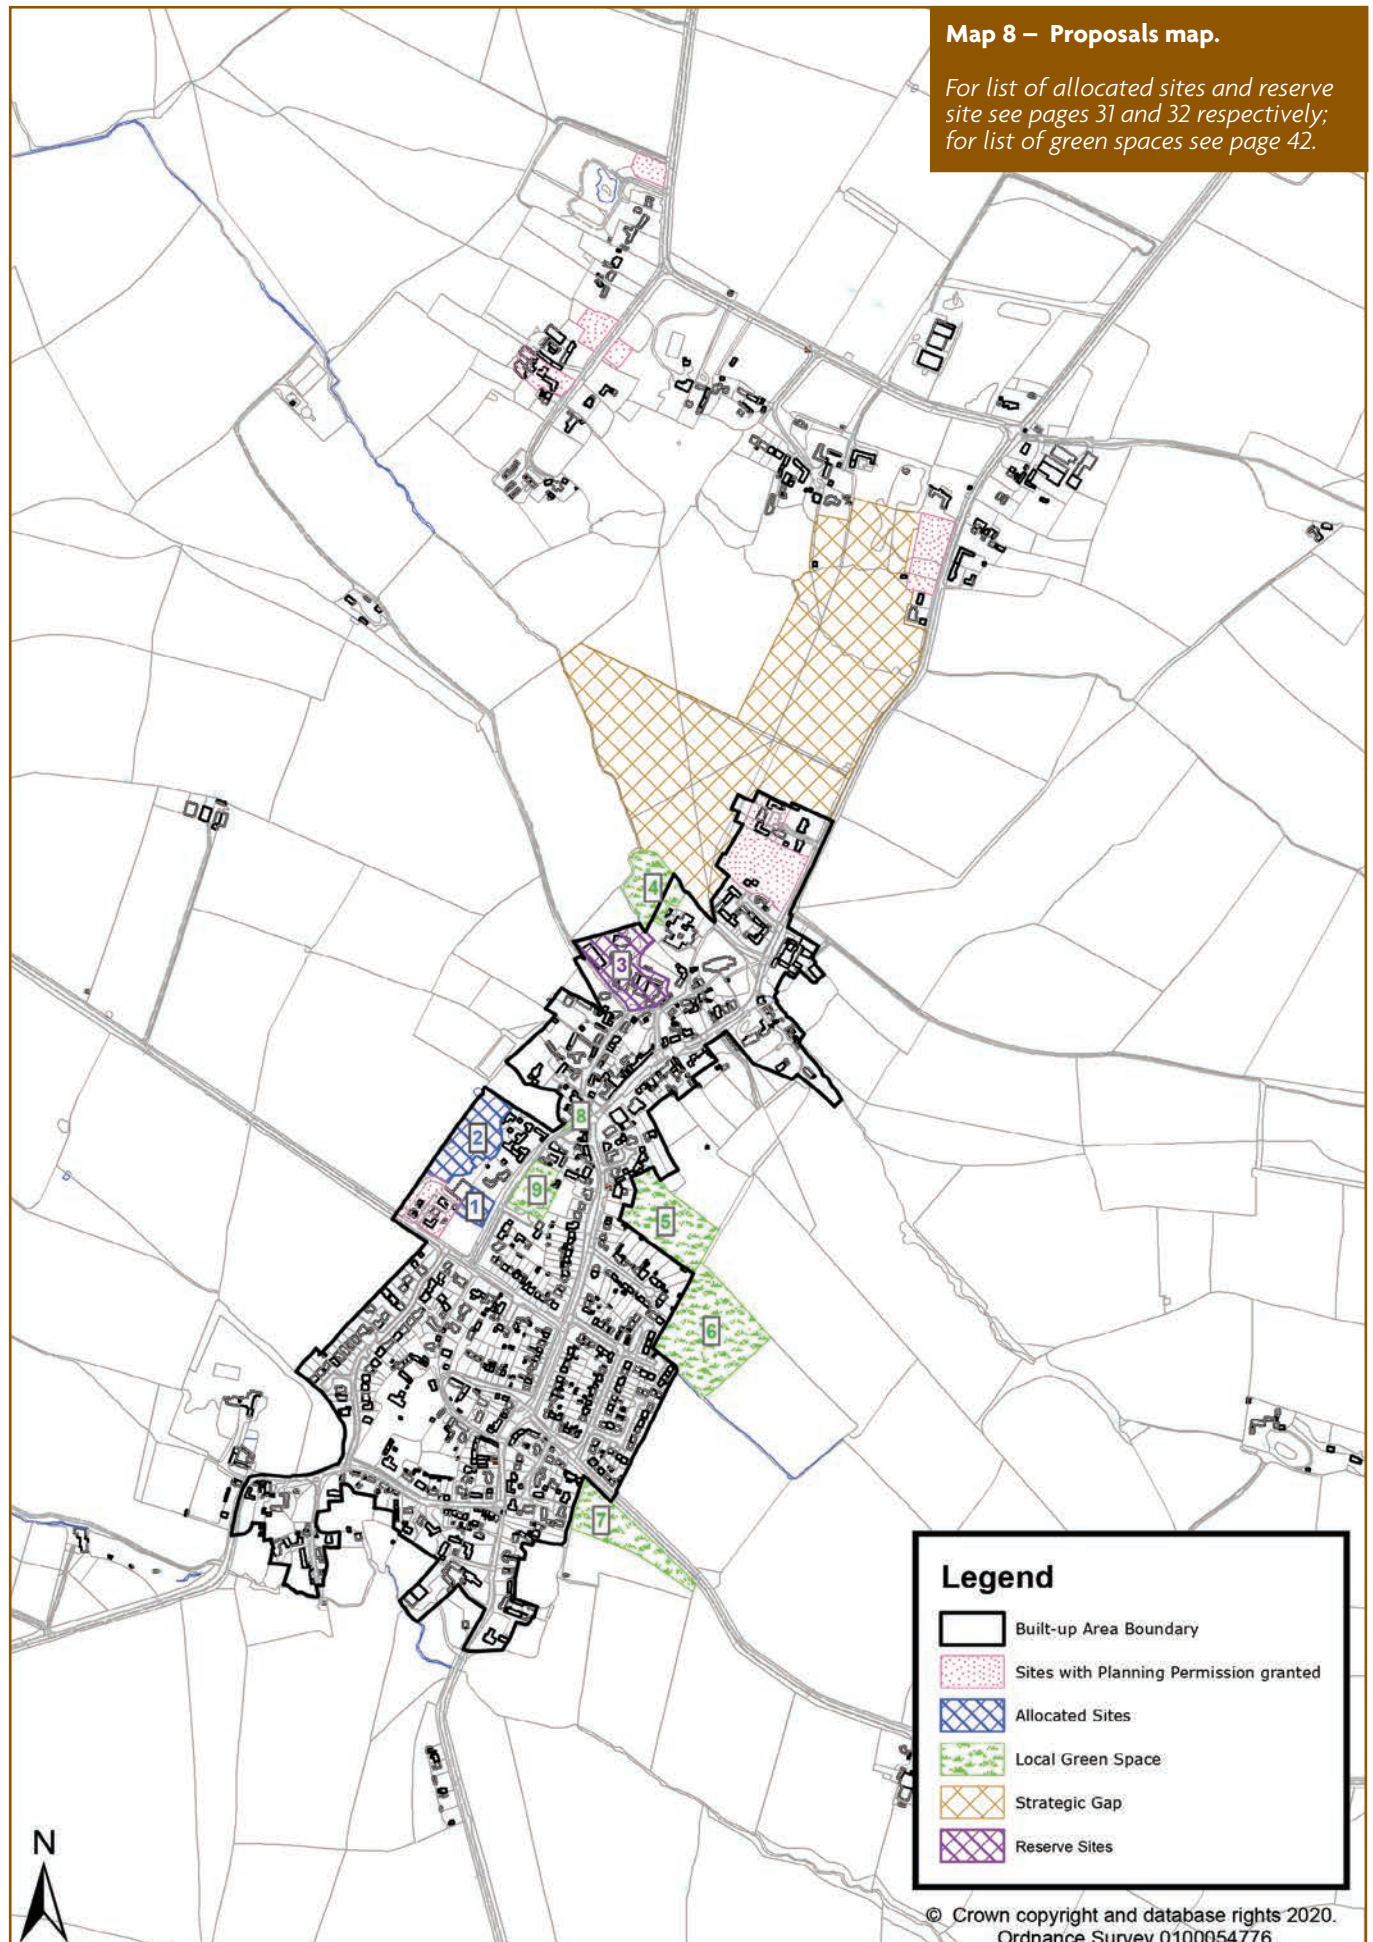 Map 8 – Proposals map.
For list of allocated sites and reserve
site see pages 31 and 32 respectively;
for list of green spaces see page 42.
4
3
8
2
9
1
5
6
7
Legend
Built-up Area Boundary
Sites with Planning Permission granted
Allocated Sites
Local Green Space
Strategic Gap
Reserve Sites
N
© Crown copyright and database rights 2020.
Ordnance Survey 0100054776